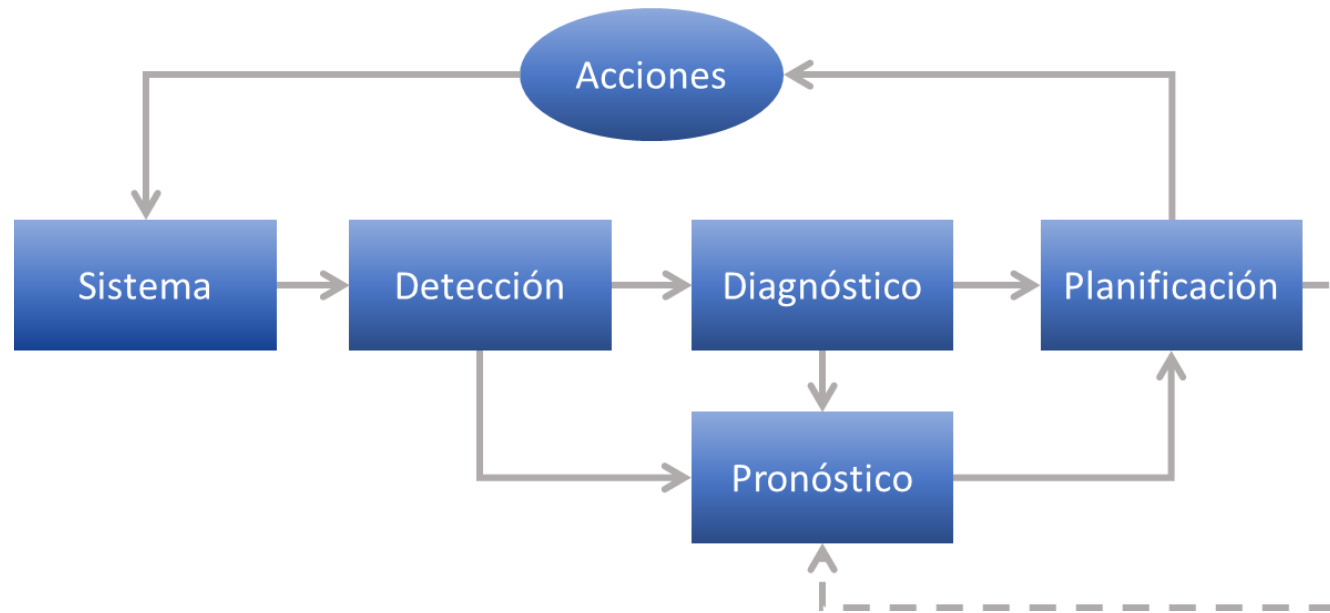 Acciones
Sistema
Detección
Diagnóstico
Planificación
Pronóstico